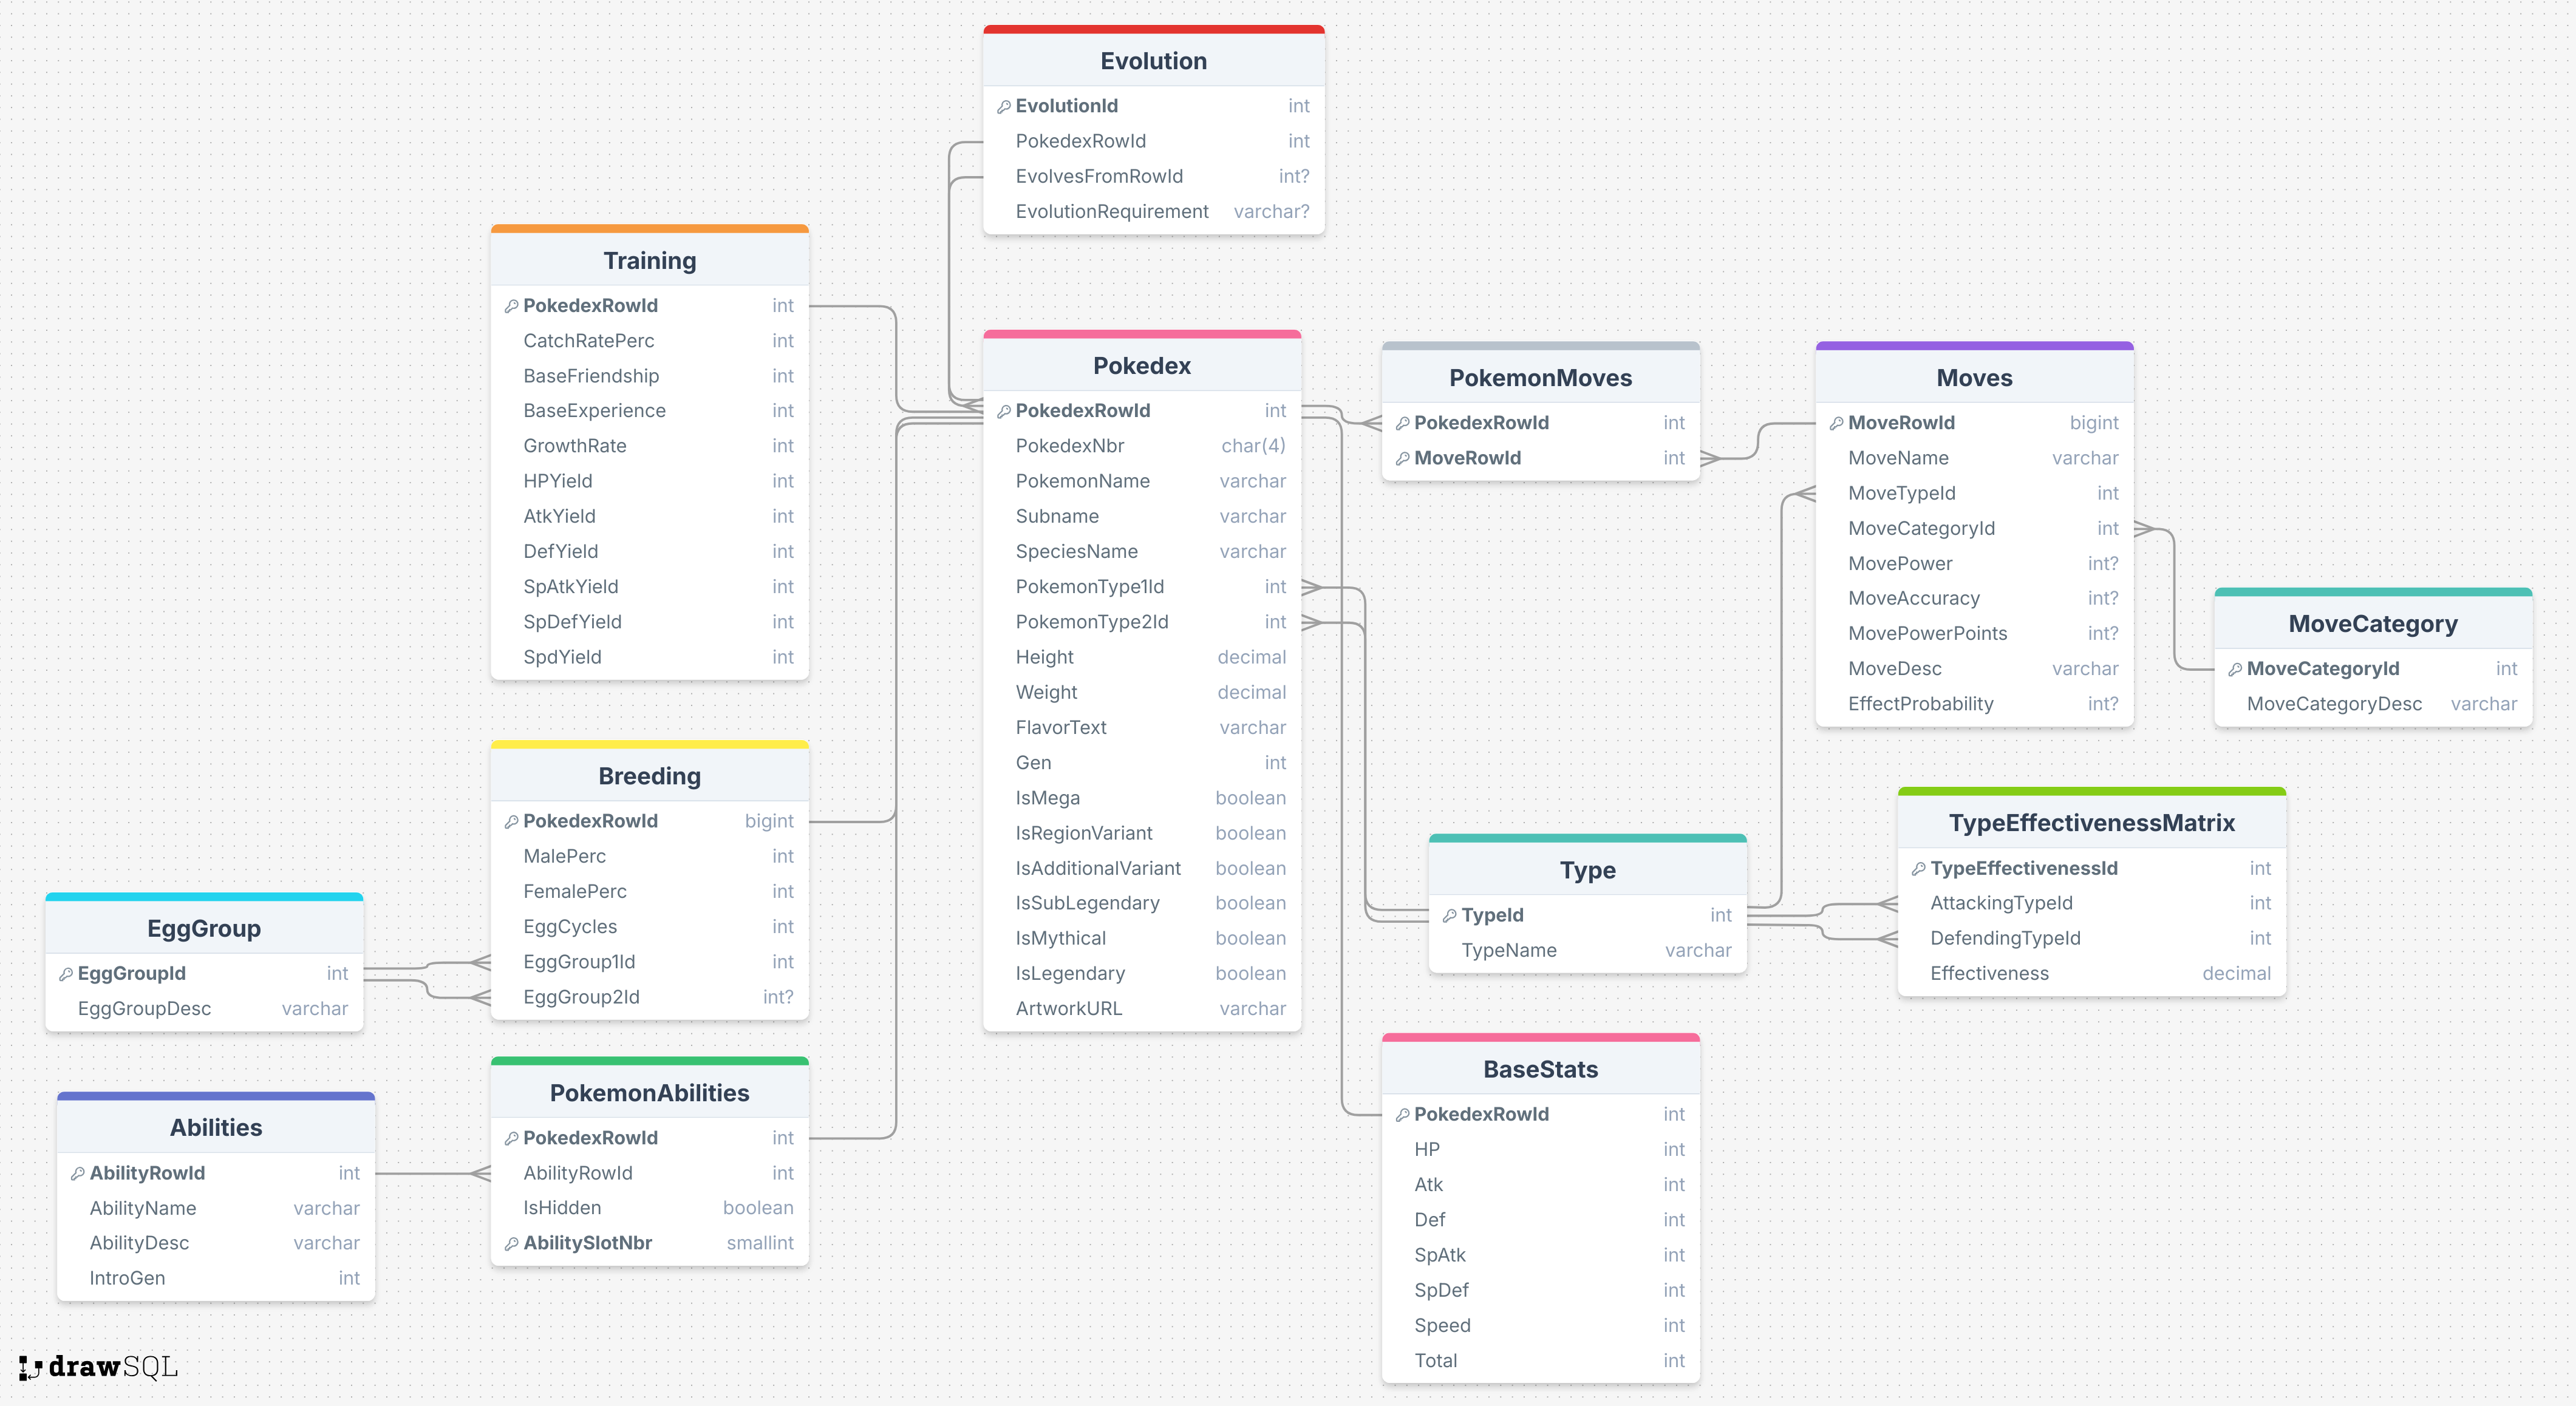 Evolution
EvolutionId int
PokedexRowId int
EvolvesFromRowId int?
EvolutionRequirement varchar?
Training
PokedexRowId int
CatchRatePerc int
BaseFriendship int
BaseExperience int
GrowthRate int
HPYield int
AtkYield int
DefYield int
SpAtkYield int
SpDefYield int
SpdYield int
Pokedex
PokedexRowId int
PokedexNbr char(4)
PokemonName varchar
Subname varchar
SpeciesName varchar
PokemonType1Id int
PokemonType2Id int
Height decimal
Weight decimal
FlavorText varchar
Gen int
IsMega boolean
IsRegionVariant boolean
IsAdditionalVariant boolean
IsSubLegendary boolean
IsMythical boolean
IsLegendary boolean
ArtworkURL varchar
PokemonMoves
PokedexRowId int
MoveRowId int
Moves
MoveRowId bigint
MoveName varchar
MoveTypeId int
MoveCategoryId int
MovePower int?
MoveAccuracy int?
MovePowerPoints int?
MoveDesc varchar
EffectProbability int?
MoveCategory
MoveCategoryId int
MoveCategoryDesc varchar
Breeding
PokedexRowId bigint
MalePerc int
FemalePerc int
EggCycles int
EggGroup1Id int
EggGroup2Id int?
Type
TypeId int
TypeName varchar
TypeEffectivenessMatrix
TypeEffectivenessId int
AttackingTypeId int
DefendingTypeId int
Effectiveness decimal
EggGroup
EggGroupId int
EggGroupDesc varchar
Abilities
AbilityRowId int
AbilityName varchar
AbilityDesc varchar
IntroGen int
PokemonAbilities
PokedexRowId int
AbilityRowId int
IsHidden boolean
AbilitySlotNbr smallint
BaseStats
PokedexRowId int
HP int
Atk int
Def int
SpAtk int
SpDef int
Speed int
Total int
drawSQL